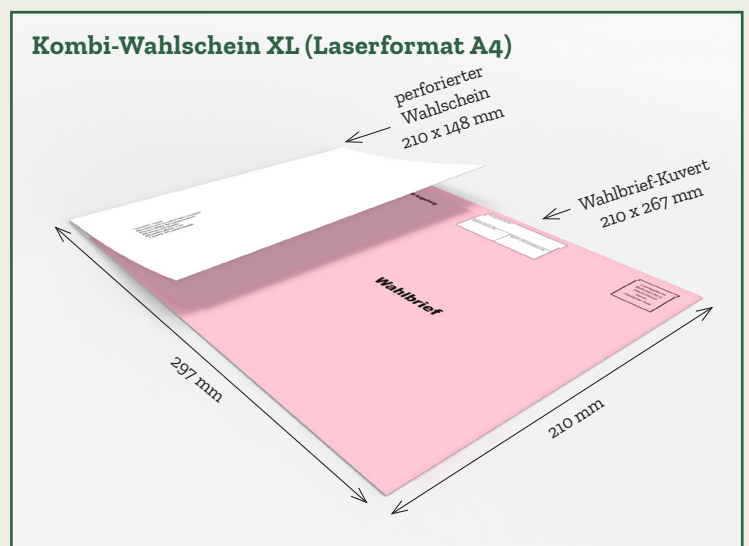 Kombi-Wahlschein XL (Laserformat A4)
perforierter
Wahlschein
210 x 148 mm
Wahlbrief-Kuvert
210 x 267 mm
Wahlbrief
297 mm
210 mm